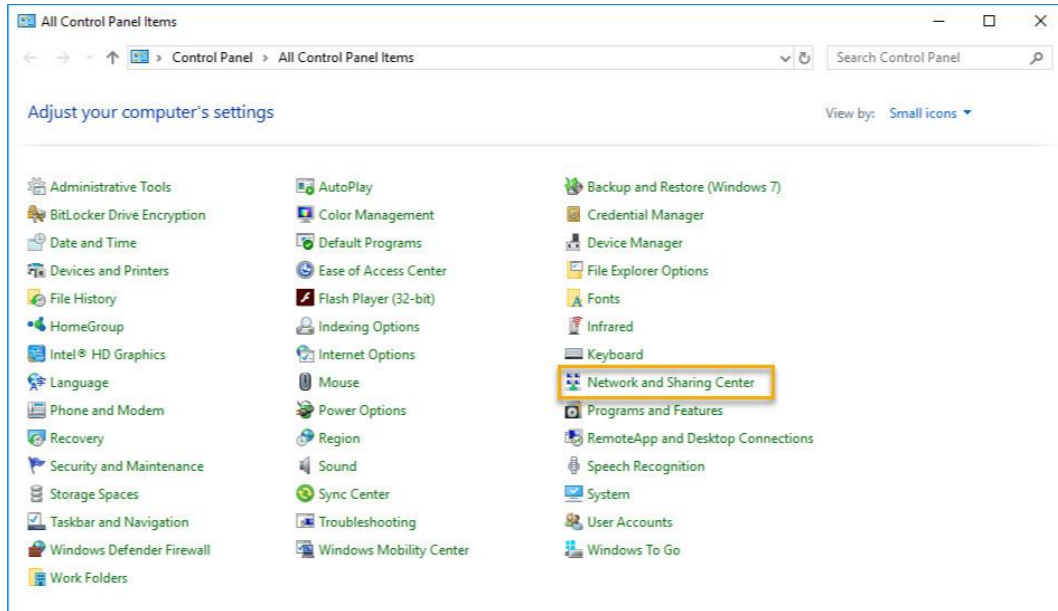 All Control Panel Items
Control Panel > All Control Panel Items
Search Control Panel
Adjust your computer's settings
View by: Small icons
Administrative Tools
AutoPlay
Backup and Restore (Windows 7)
BitLocker Drive Encryption
Color Management
Credential Manager
Date and Time
Default Programs
Device Manager
Devices and Printers
Ease of Access Center
File Explorer Options
File History
Flash Player (32-bit)
Fonts
HomeGroup
Indexing Options
Infrared
Intel® HD Graphics
Internet Options
Keyboard
Language
Mouse
Network and Sharing Center
Phone and Modem
Power Options
Programs and Features
Recovery
Region
RemoteApp and Desktop Connections
Security and Maintenance
Sound
Speech Recognition
Storage Spaces
Sync Center
System
Taskbar and Navigation
Troubleshooting
User Accounts
Windows Defender Firewall
Windows Mobility Center
Windows To Go
Work Folders